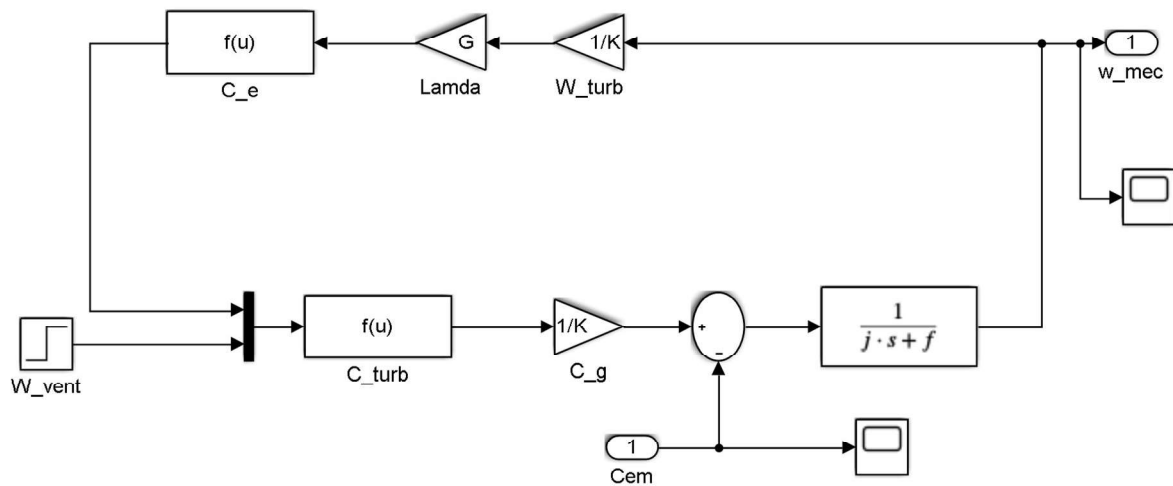 f(u)
C_e
G
Lamda
1/K
W_turb
1
w_mec
W_vent
f(u)
C_turb
1/K
C_g
+
−
1
j · s + f
1
Cem